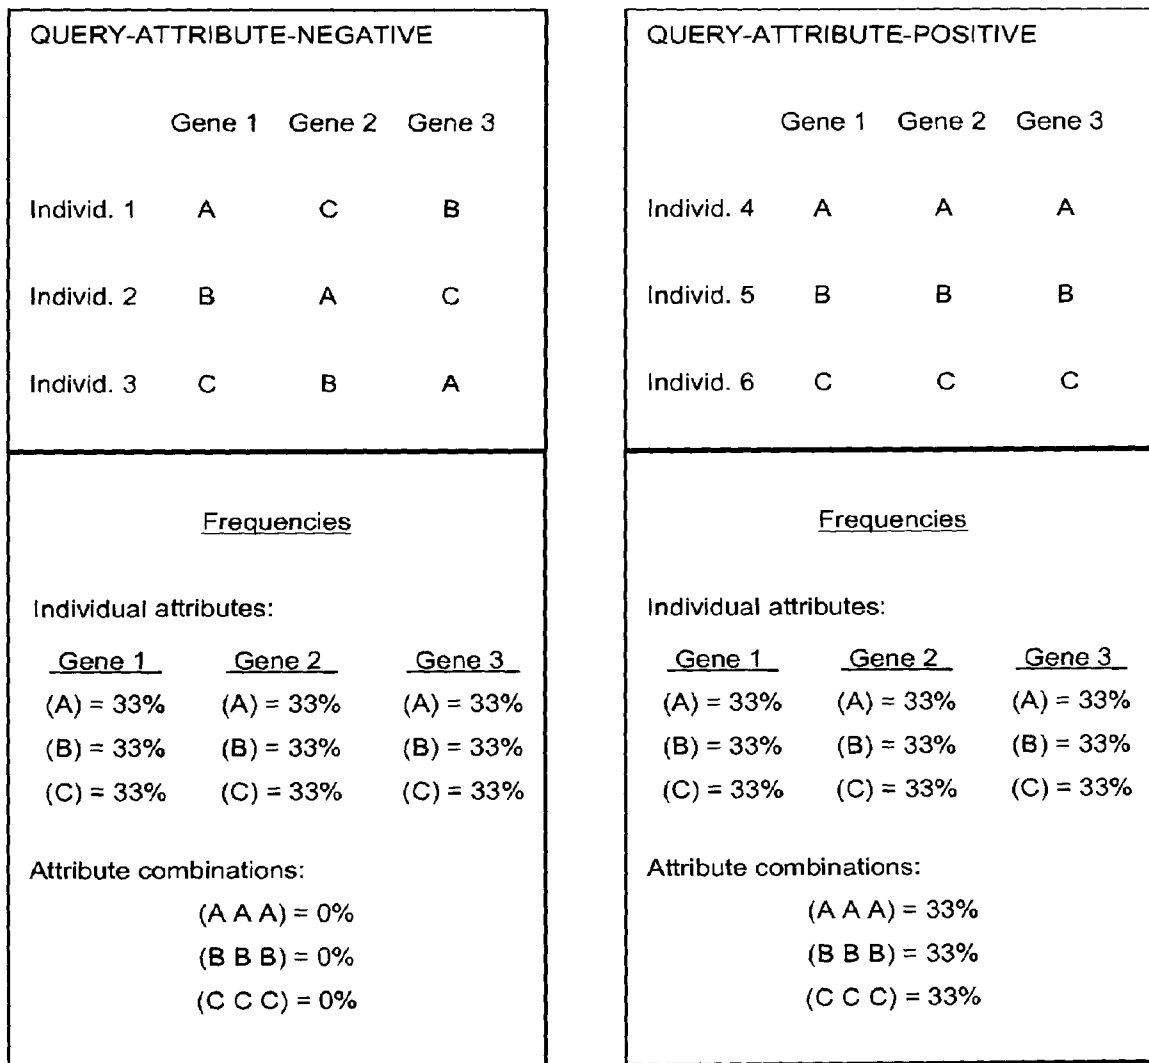 QUERY-ATTRIBUTE-NEGATIVE
Gene 1 Gene 2 Gene 3
Individ. 1 A C B
Individ. 2 B A C
Individ. 3 C B A
Frequencies
Individual attributes:
Gene 1 Gene 2 Gene 3
(A) = 33% (A) = 33% (A) = 33%
(B) = 33% (B) = 33% (B) = 33%
(C) = 33% (C) = 33% (C) = 33%
Attribute combinations:
(A A A) = 0%
(B B B) = 0%
(C C C) = 0%
QUERY-ATTRIBUTE-POSITIVE
Gene 1 Gene 2 Gene 3
Individ. 4 A A A
Individ. 5 B B B
Individ. 6 C C C
Frequencies
Individual attributes:
Gene 1 Gene 2 Gene 3
(A) = 33% (A) = 33% (A) = 33%
(B) = 33% (B) = 33% (B) = 33%
(C) = 33% (C) = 33% (C) = 33%
Attribute combinations:
(A A A) = 33%
(B B B) = 33%
(C C C) = 33%